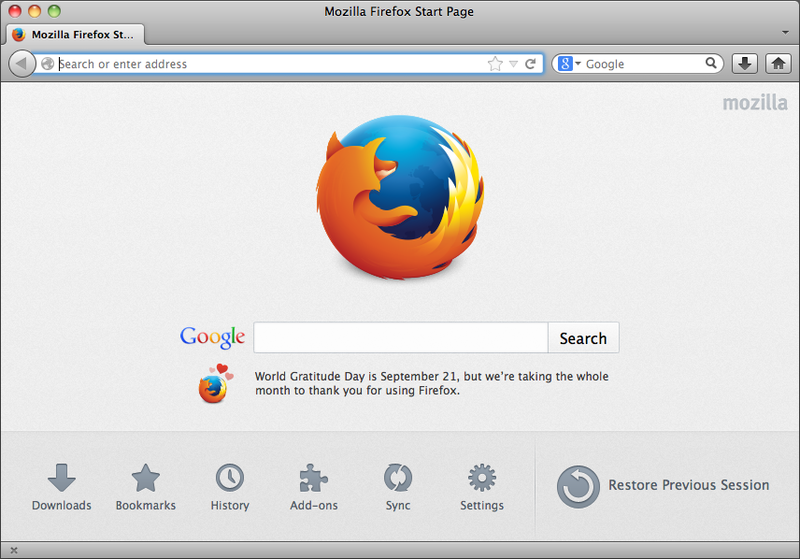 Mozilla Firefox Start Page
Mozilla Firefox St...
Search or enter address
8 Google
mozilla
Google
Search
World Gratitude Day is September 21, but we're taking the whole
month to thank you for using Firefox.
Downloads
Bookmarks
History
Add-ons
Sync
Settings
Restore Previous Session